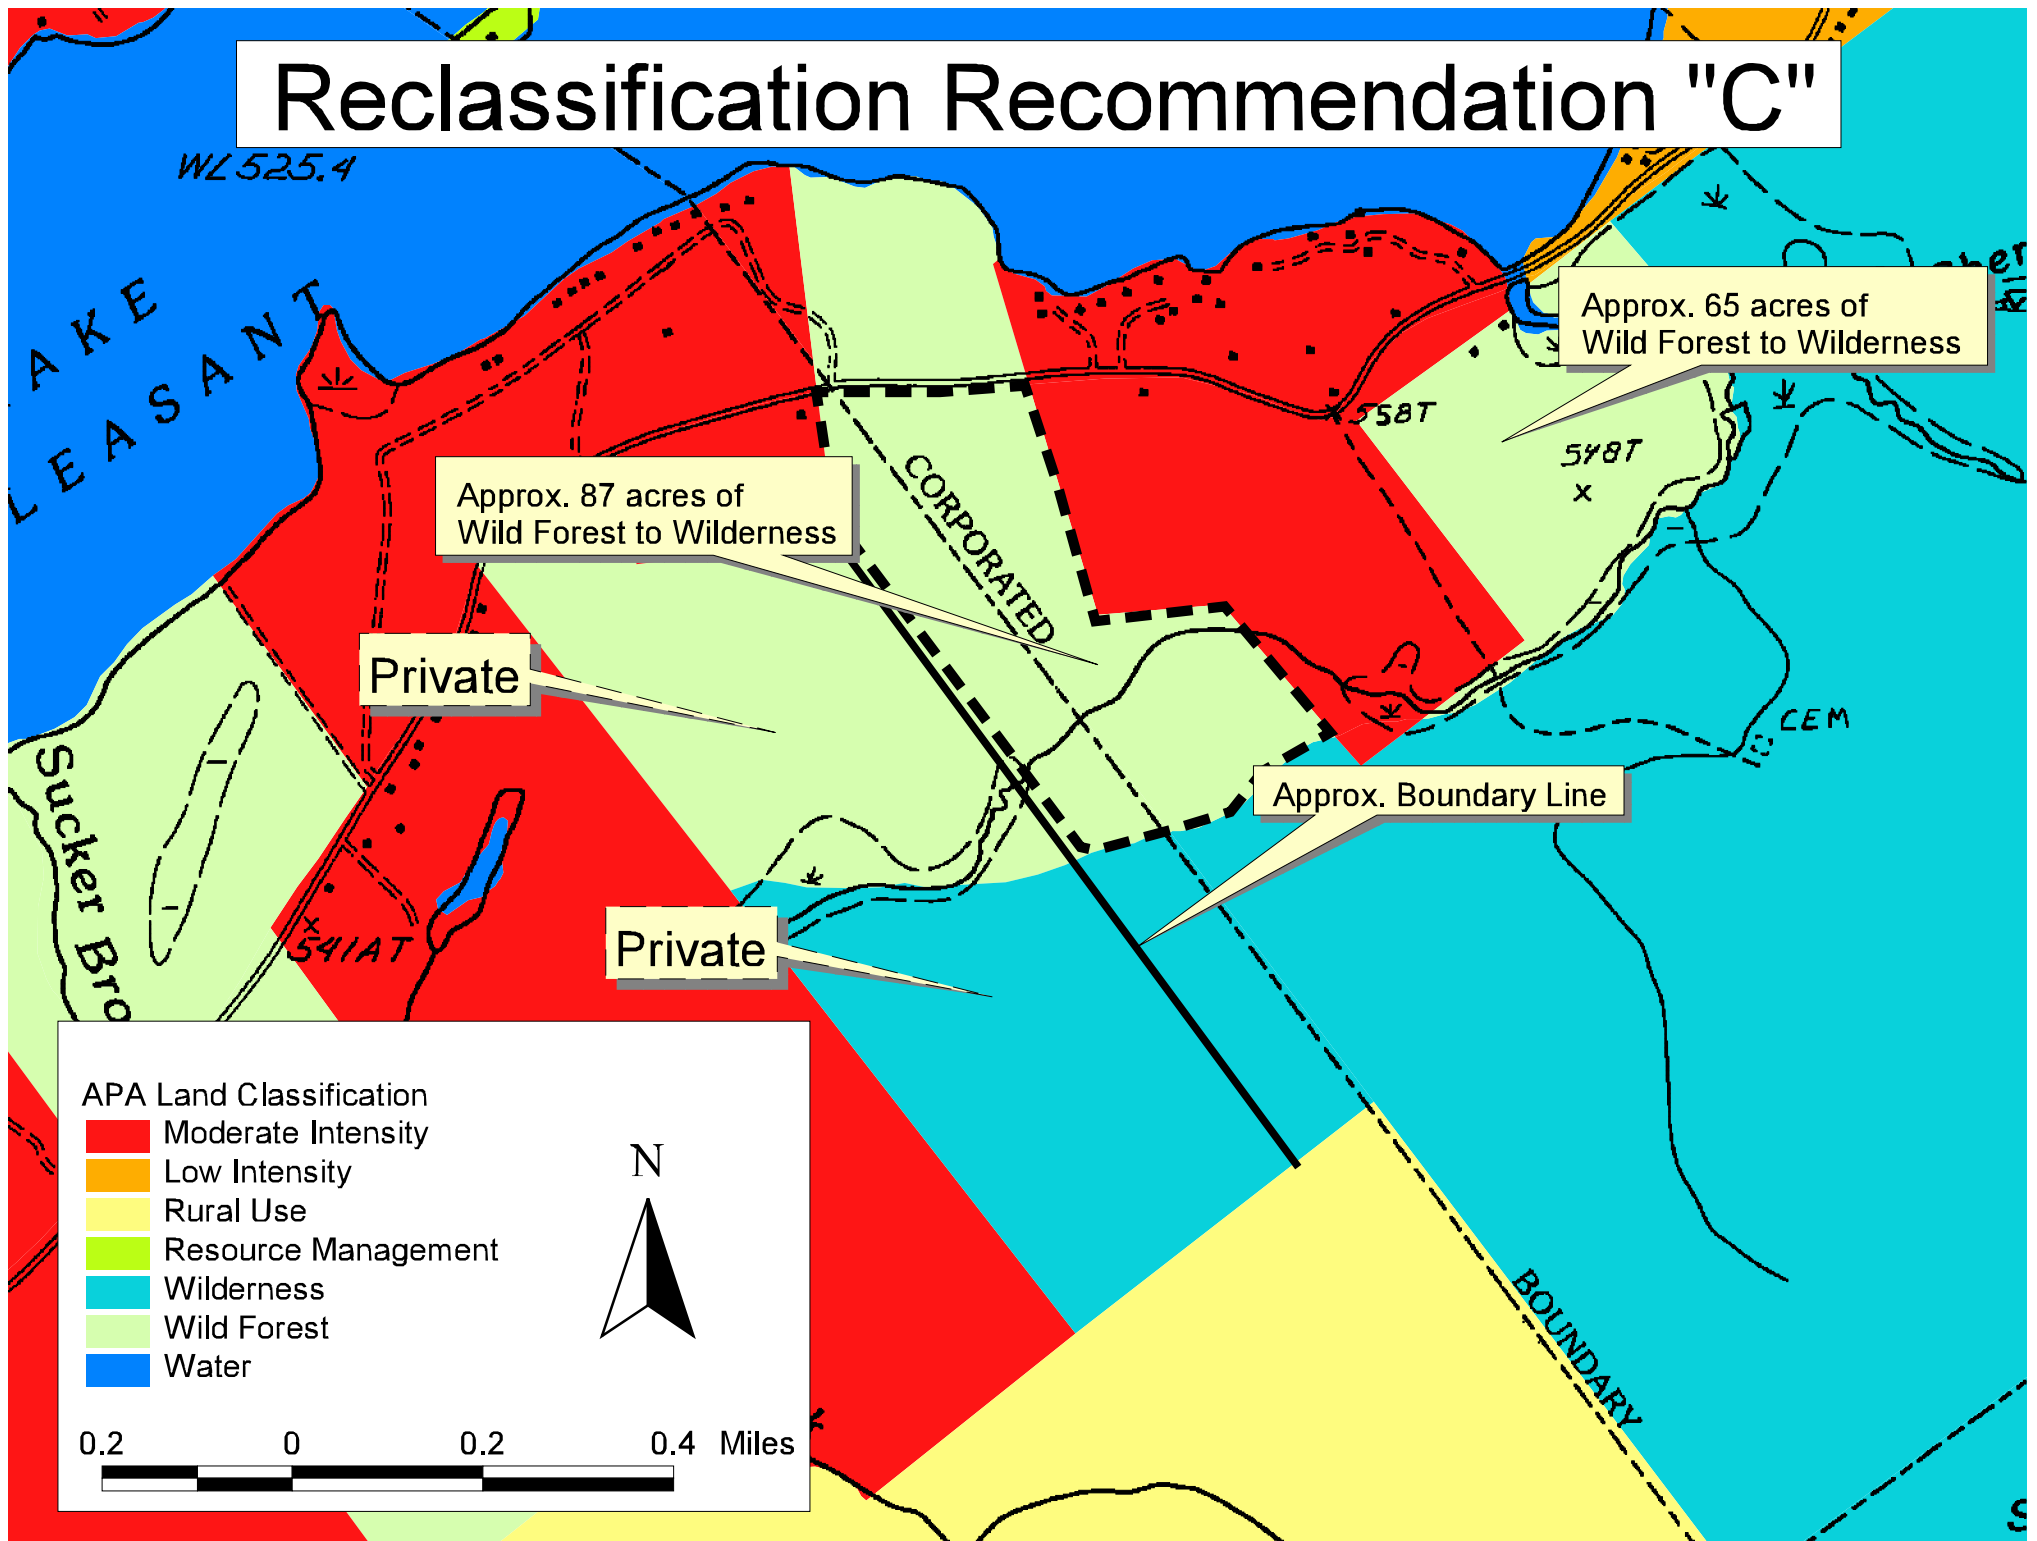 Reclassification Recommendation "C"
WL 525.4
AKE
LEASANT
Approx. 65 acres of
Wild Forest to Wilderness
558T
548T
x
Approx. 87 acres of
Wild Forest to Wilderness
CORPORATED
Private
CEM
Approx. Boundary Line
Sucker Bro
541AT
Private
BOUNDARY
APA Land Classification
Moderate Intensity
Low Intensity
Rural Use
Resource Management
Wilderness
Wild Forest
Water
N
0.2 0 0.2 0.4 Miles
S